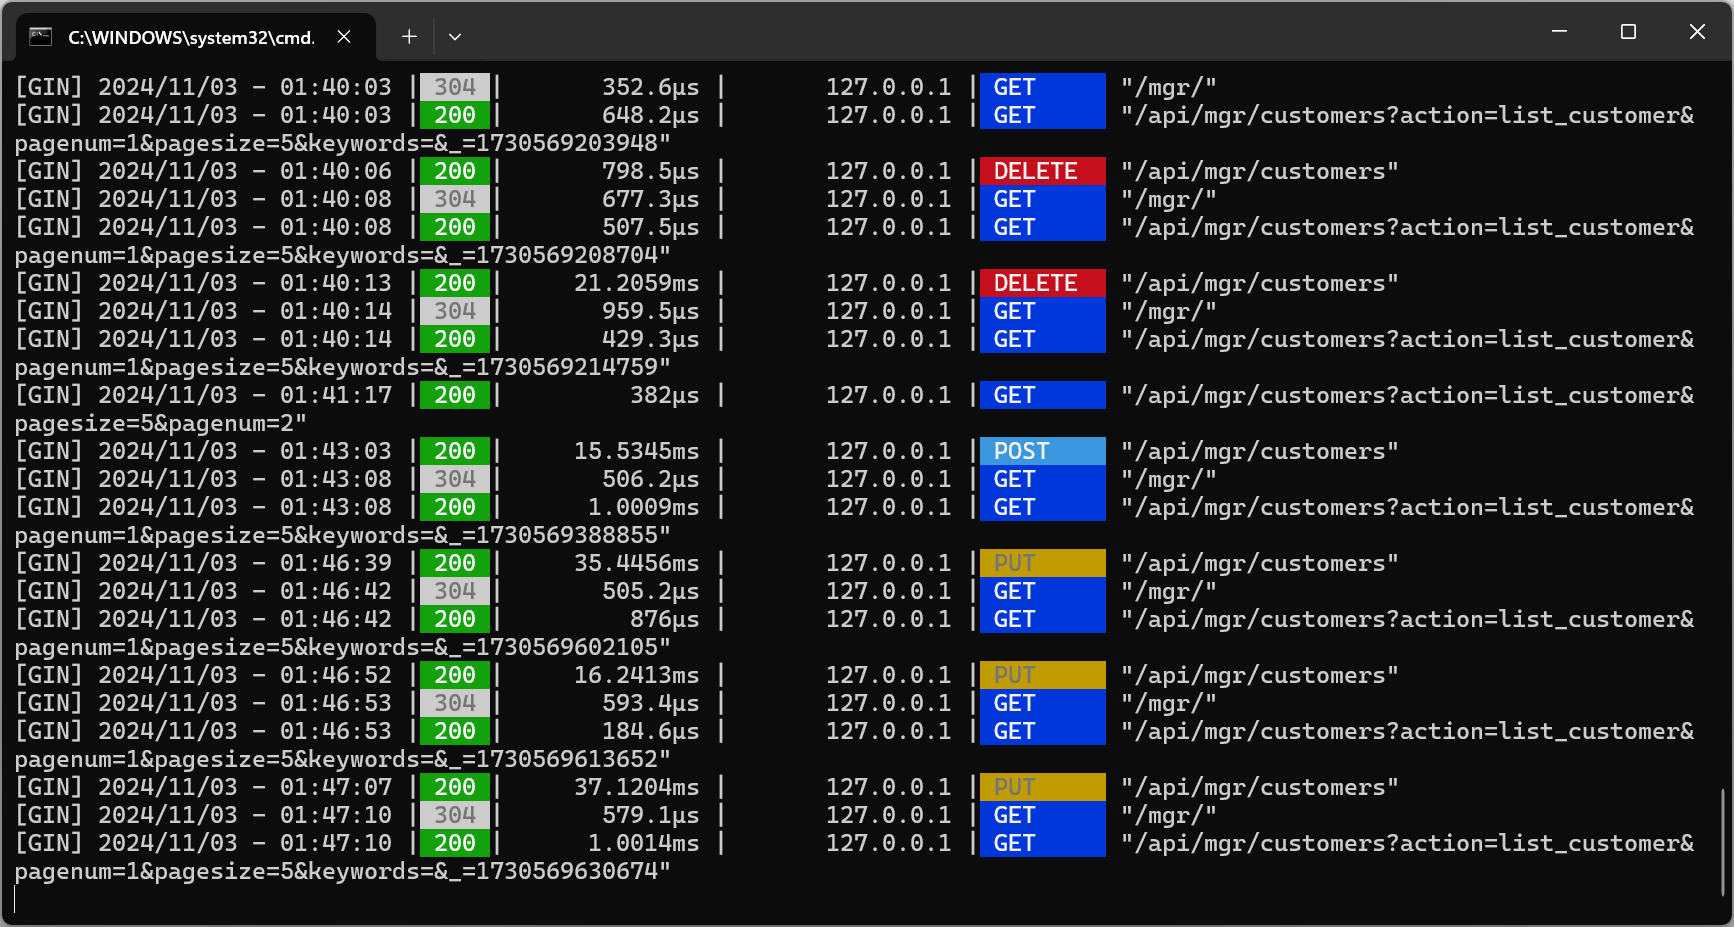 C:\WINDOWS\system32\cmd.
[GIN] 2024/11/03 - 01:40:03 | 304 |       352.6µs |       127.0.0.1 | GET      "/mgr/"
[GIN] 2024/11/03 - 01:40:03 | 200 |       648.2µs |       127.0.0.1 | GET      "/api/mgr/customers?action=list_customer&
pagenum=1&pagesize=5&keywords=&_=1730569203948"
[GIN] 2024/11/03 - 01:40:06 | 200 |       798.5µs |       127.0.0.1 | DELETE   "/api/mgr/customers"
[GIN] 2024/11/03 - 01:40:08 | 304 |       677.3µs |       127.0.0.1 | GET      "/mgr/"
[GIN] 2024/11/03 - 01:40:08 | 200 |       507.5µs |       127.0.0.1 | GET      "/api/mgr/customers?action=list_customer&
pagenum=1&pagesize=5&keywords=&_=1730569208704"
[GIN] 2024/11/03 - 01:40:13 | 200 |     21.2059ms |       127.0.0.1 | DELETE   "/api/mgr/customers"
[GIN] 2024/11/03 - 01:40:14 | 304 |       959.5µs |       127.0.0.1 | GET      "/mgr/"
[GIN] 2024/11/03 - 01:40:14 | 200 |       429.3µs |       127.0.0.1 | GET      "/api/mgr/customers?action=list_customer&
pagenum=1&pagesize=5&keywords=&_=1730569214759"
[GIN] 2024/11/03 - 01:41:17 | 200 |         382µs |       127.0.0.1 | GET      "/api/mgr/customers?action=list_customer&
pagesize=5&pagenum=2"
[GIN] 2024/11/03 - 01:43:03 | 200 |     15.5345ms |       127.0.0.1 | POST     "/api/mgr/customers"
[GIN] 2024/11/03 - 01:43:08 | 304 |       506.2µs |       127.0.0.1 | GET      "/mgr/"
[GIN] 2024/11/03 - 01:43:08 | 200 |      1.0009ms |       127.0.0.1 | GET      "/api/mgr/customers?action=list_customer&
pagenum=1&pagesize=5&keywords=&_=1730569388855"
[GIN] 2024/11/03 - 01:46:39 | 200 |     35.4456ms |       127.0.0.1 | PUT      "/api/mgr/customers"
[GIN] 2024/11/03 - 01:46:42 | 304 |       505.2µs |       127.0.0.1 | GET      "/mgr/"
[GIN] 2024/11/03 - 01:46:42 | 200 |         876µs |       127.0.0.1 | GET      "/api/mgr/customers?action=list_customer&
pagenum=1&pagesize=5&keywords=&_=1730569602105"
[GIN] 2024/11/03 - 01:46:52 | 200 |     16.2413ms |       127.0.0.1 | PUT      "/api/mgr/customers"
[GIN] 2024/11/03 - 01:46:53 | 304 |       593.4µs |       127.0.0.1 | GET      "/mgr/"
[GIN] 2024/11/03 - 01:46:53 | 200 |       184.6µs |       127.0.0.1 | GET      "/api/mgr/customers?action=list_customer&
pagenum=1&pagesize=5&keywords=&_=1730569613652"
[GIN] 2024/11/03 - 01:47:07 | 200 |     37.1204ms |       127.0.0.1 | PUT      "/api/mgr/customers"
[GIN] 2024/11/03 - 01:47:10 | 304 |       579.1µs |       127.0.0.1 | GET      "/mgr/"
[GIN] 2024/11/03 - 01:47:10 | 200 |      1.0014ms |       127.0.0.1 | GET      "/api/mgr/customers?action=list_customer&
pagenum=1&pagesize=5&keywords=&_=1730569630674"